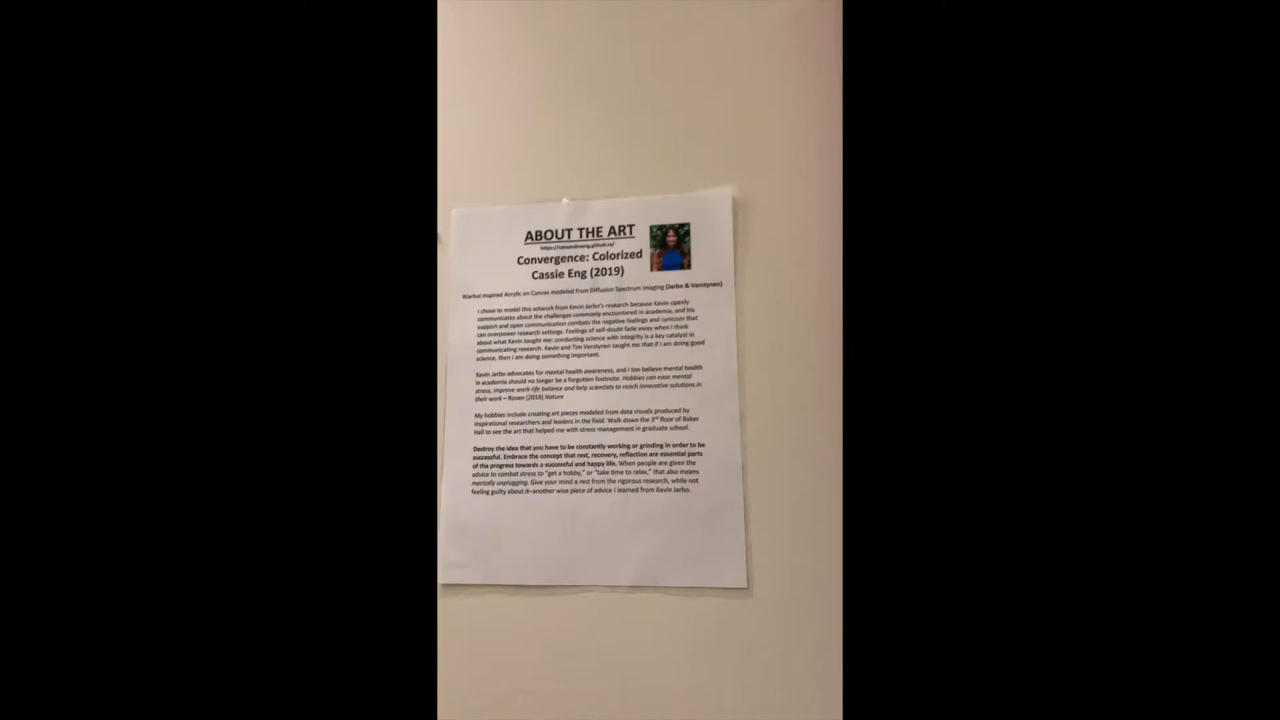 ABOUT THE ART
https://cassondraeng.github.io/
Convergence: Colorized
Cassie Eng (2019)
Warhol inspired Acrylic on Canvas modeled from Diffusion Spectrum Imaging (Jarbo & Verstynen)
I chose to model this artwork from Kevin Jarbo's research because Kevin openly
communicates about the challenges commonly encountered in academia, and his
support and open communication combats the negative feelings and cynicism that
can overpower research settings. Feelings of self-doubt fade away when I think
about what Kevin taught me: conducting science with integrity is a key catalyst in
communicating research. Kevin and Tim Verstynen taught me that if I am doing good
science, then I am doing something important.
Kevin Jarbo advocates for mental health awareness, and I too believe mental health
in academia should no longer be a forgotten footnote. Hobbies can ease mental
stress, improve work-life balance and help scientists to reach innovative solutions in
their work – Rosen (2018) Nature
My hobbies include creating art pieces modeled from data visuals produced by
inspirational researchers and leaders in the field. Walk down the 3rd floor of Baker
Hall to see the art that helped me with stress management in graduate school.
Destroy the idea that you have to be constantly working or grinding in order to be
successful. Embrace the concept that rest, recovery, reflection are essential parts
of the progress towards a successful and happy life. When people are given the
advice to combat stress to "get a hobby," or "take time to relax," that also means
mentally unplugging. Give your mind a rest from the rigorous research, while not
feeling guilty about it–another wise piece of advice I learned from Kevin Jarbo.